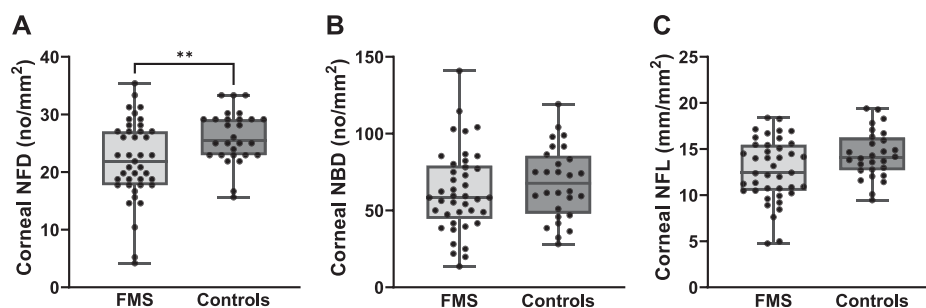 A
Corneal NFD (no/mm²)
40
30
20
10
0
**
FMS
Controls
B
Corneal NBD (no/mm²)
150
100
50
0
FMS
Controls
C
Corneal NFL (mm/mm²)
25
20
15
10
5
0
FMS
Controls